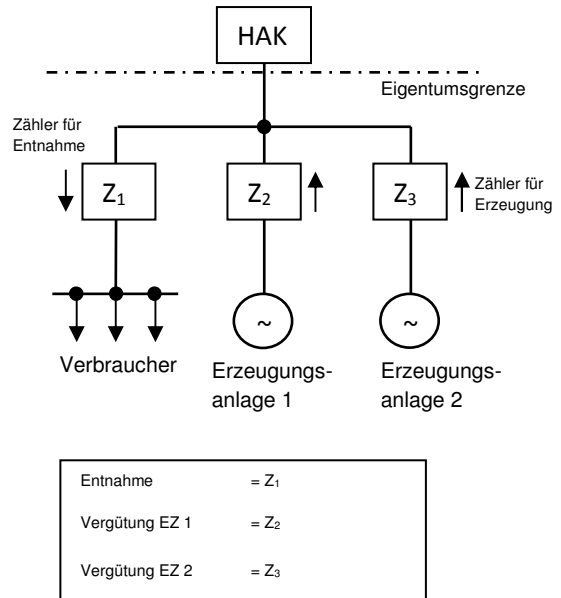 HAK
Eigentumsgrenze
Zähler für
Entnahme
Z₁
Z₂
Z₃
Zähler für
Erzeugung
~
~
Verbraucher
Erzeugungs-
anlage 1
Erzeugungs-
anlage 2
Entnahme = Z₁
Vergütung EZ 1 = Z₂
Vergütung EZ 2 = Z₃